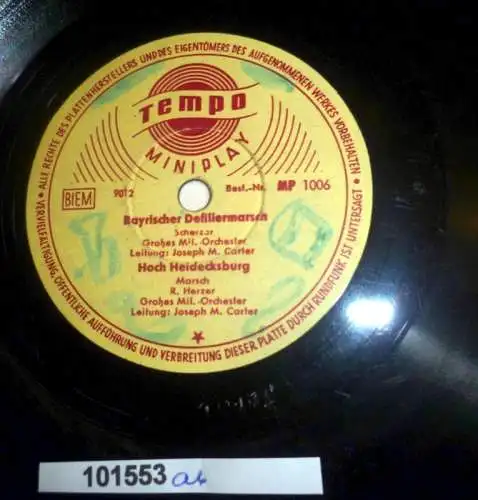 ALLE RECHTE DES PLATTENHERSTELLERS UND DES EIGENTÜMERS DES AUFGENOMMENEN WERKES VORBEHALTEN
• VERVIELFÄLTIGUNG, ÖFFENTLICHE AUFFÜHRUNG UND VERBREITUNG DIESER PLATTE DURCH RUNDFUNK IST UNTERSAGT •
Tempo
MINIPLAY
BIEM
9012
Best.-Nr. MP 1006
Bayrischer Defiliermarsch
Scherzer
Großes Mil.-Orchester
Leitung: Joseph M. Carter
Hoch Heidecksburg
Marsch
R. Herzer
Großes Mil.-Orchester
Leitung: Joseph M. Carter
101553